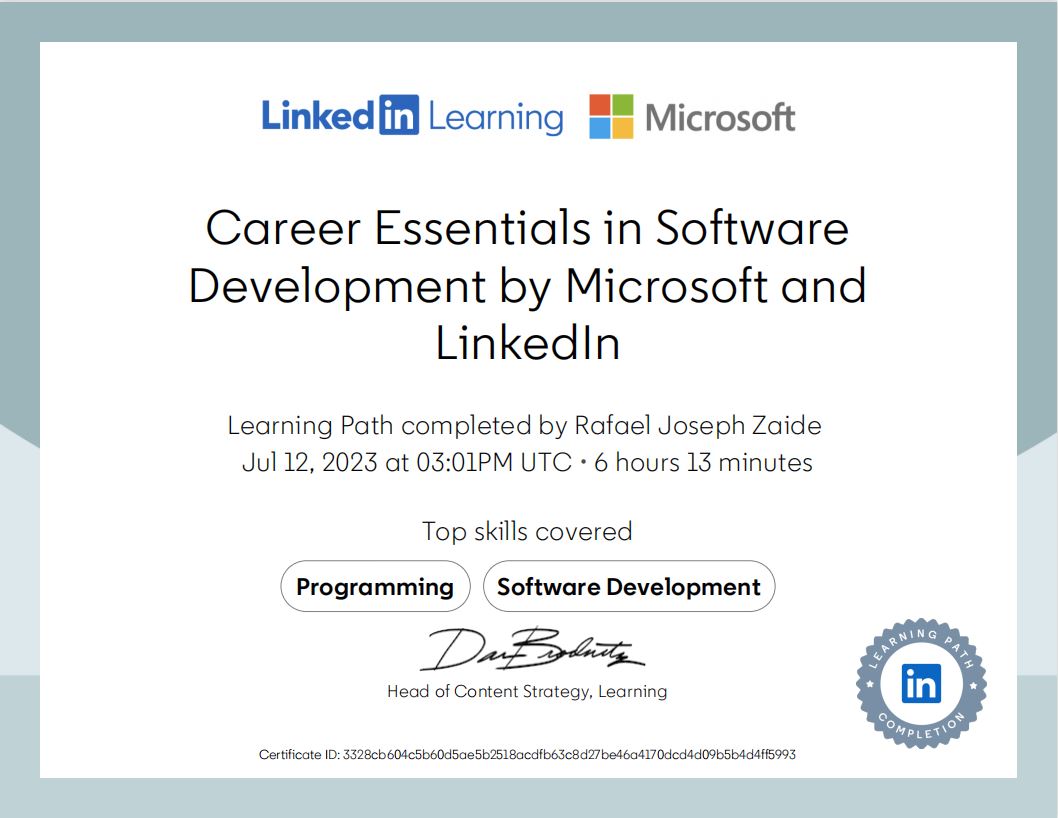 LinkedIn Learning Microsoft
Career Essentials in Software
Development by Microsoft and
LinkedIn
Learning Path completed by Rafael Joseph Zaide
Jul 12, 2023 at 03:01PM UTC • 6 hours 13 minutes
Top skills covered
Programming Software Development
Dan Brodnitz
Head of Content Strategy, Learning
LEARNING PATH
in
COMPLETION
Certificate ID: 3328cb604c5b60d5ae5b2518acdfb63c8d27be46a4170dcd4d09b5b4d4ff5993